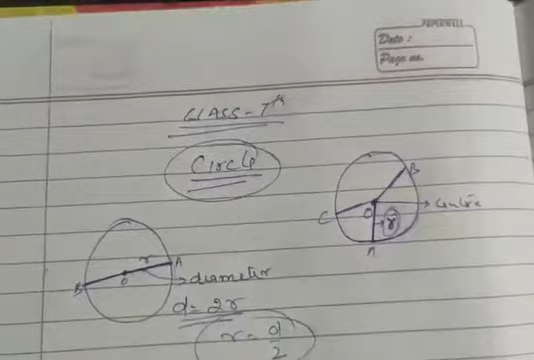 PAPERWELL
Date :
Page no.
CLASS - 7th
Circle
B
C
O
centre
r
A
r
A
B
O
diameter
d = 2r
r = d/2